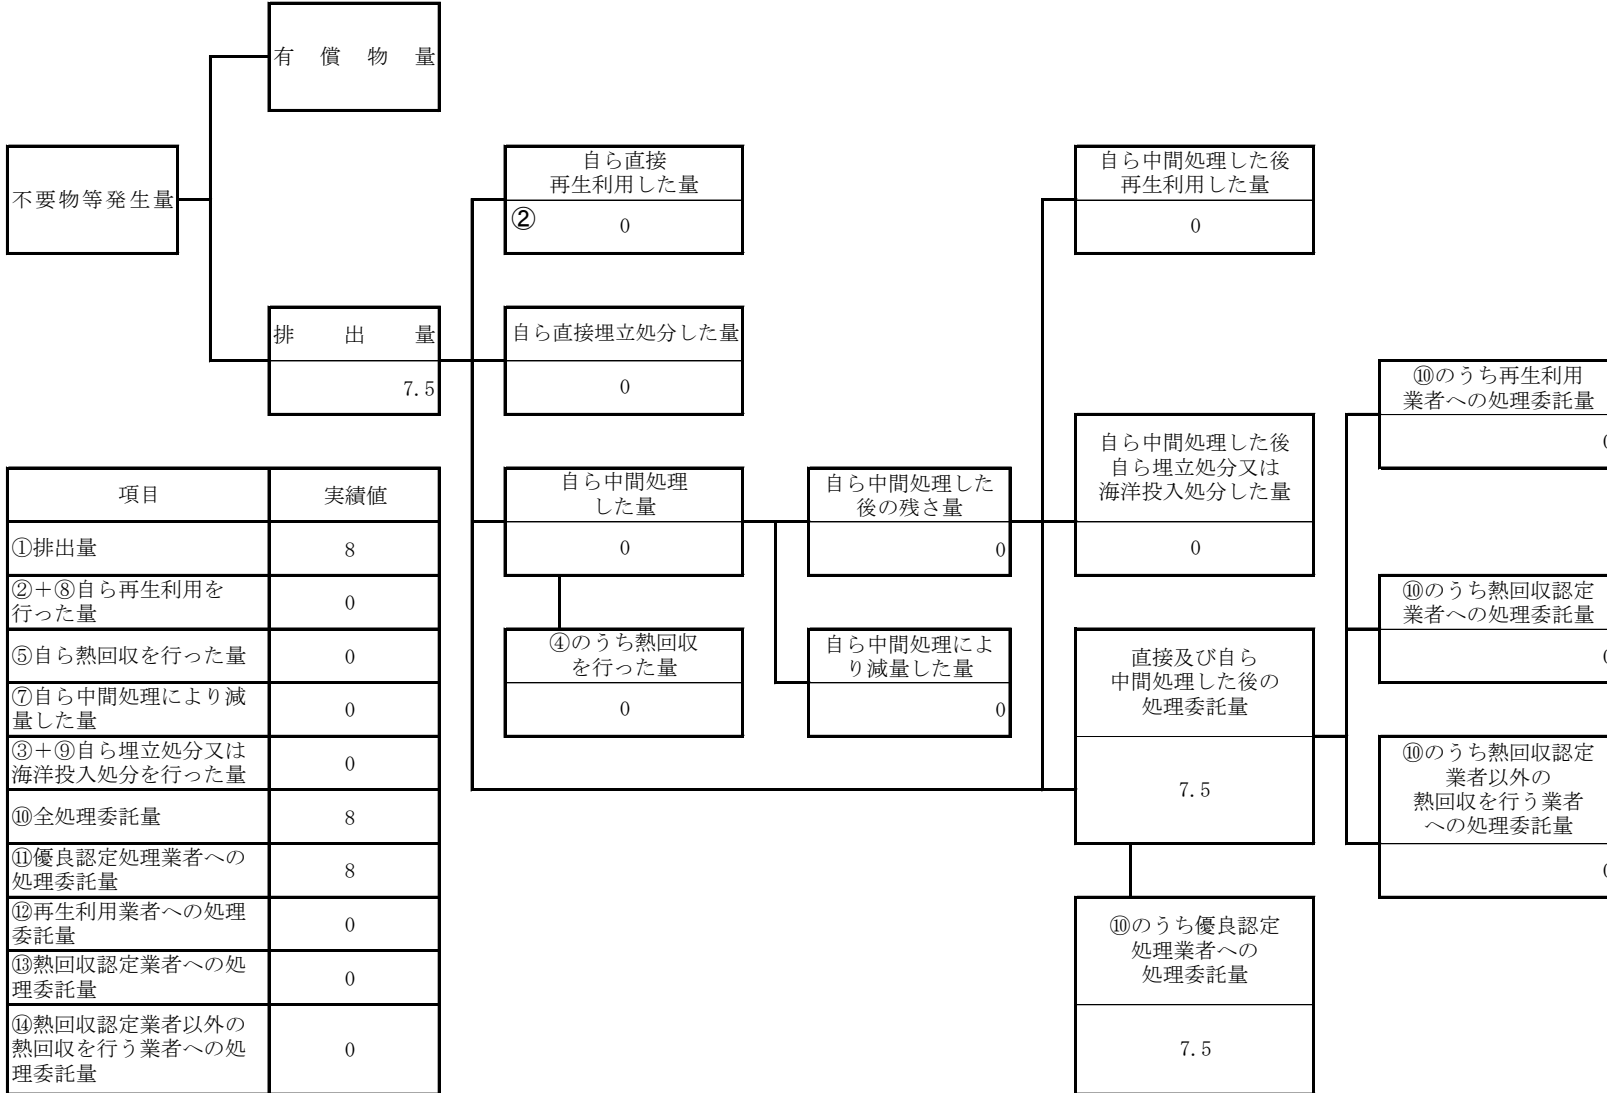 有償物量
不要物等発生量
自ら直接
再生利用した量
②
0
自ら中間処理した後
再生利用した量
0
排出量
7.5
自ら直接埋立処分した量
0
⑩のうち再生利用
業者への処理委託量
自ら中間処理した後
自ら埋立処分又は
海洋投入処分した量
0
自ら中間処理
した量
0
自ら中間処理した
後の残さ量
0
⑩のうち熱回収認定
業者への処理委託量
④のうち熱回収
を行った量
0
自ら中間処理によ
り減量した量
0
直接及び自ら
中間処理した後の
処理委託量
7.5
⑩のうち熱回収認定
業者以外の
熱回収を行う業者
への処理委託量
⑩のうち優良認定
処理業者への
処理委託量
7.5
項目 実績値
①排出量 8
②＋⑧自ら再生利用を
行った量 0
⑤自ら熱回収を行った量 0
⑦自ら中間処理により減
量した量 0
③＋⑨自ら埋立処分又は
海洋投入処分を行った量 0
⑩全処理委託量 8
⑪優良認定処理業者への
処理委託量 8
⑫再生利用業者への処理
委託量 0
⑬熱回収認定業者への処
理委託量 0
⑭熱回収認定業者以外の
熱回収を行う業者への処
理委託量 0